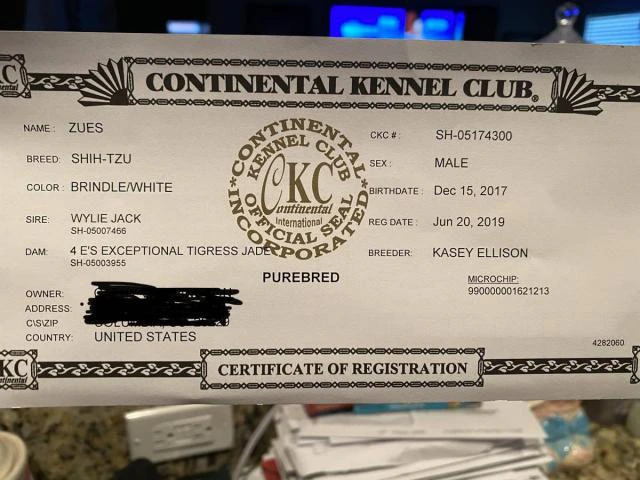 CONTINENTAL KENNEL CLUB®
NAME: ZUES
BREED: SHIH-TZU
COLOR: BRINDLE/WHITE
SIRE: WYLIE JACK
SH-05007466
DAM: 4 E'S EXCEPTIONAL TIGRESS JADE
SH-05003955
OWNER:
ADDRESS:
C\S\ZIP
COUNTRY: UNITED STATES
CONTINENTAL KENNEL CLUB
CKC
Continental
International
OFFICIAL SEAL
INCORPORATED
PUREBRED
CKC #: SH-05174300
SEX: MALE
BIRTHDATE: Dec 15, 2017
REG DATE: Jun 20, 2019
BREEDER: KASEY ELLISON
MICROCHIP:
990000001621213
4282060
CERTIFICATE OF REGISTRATION